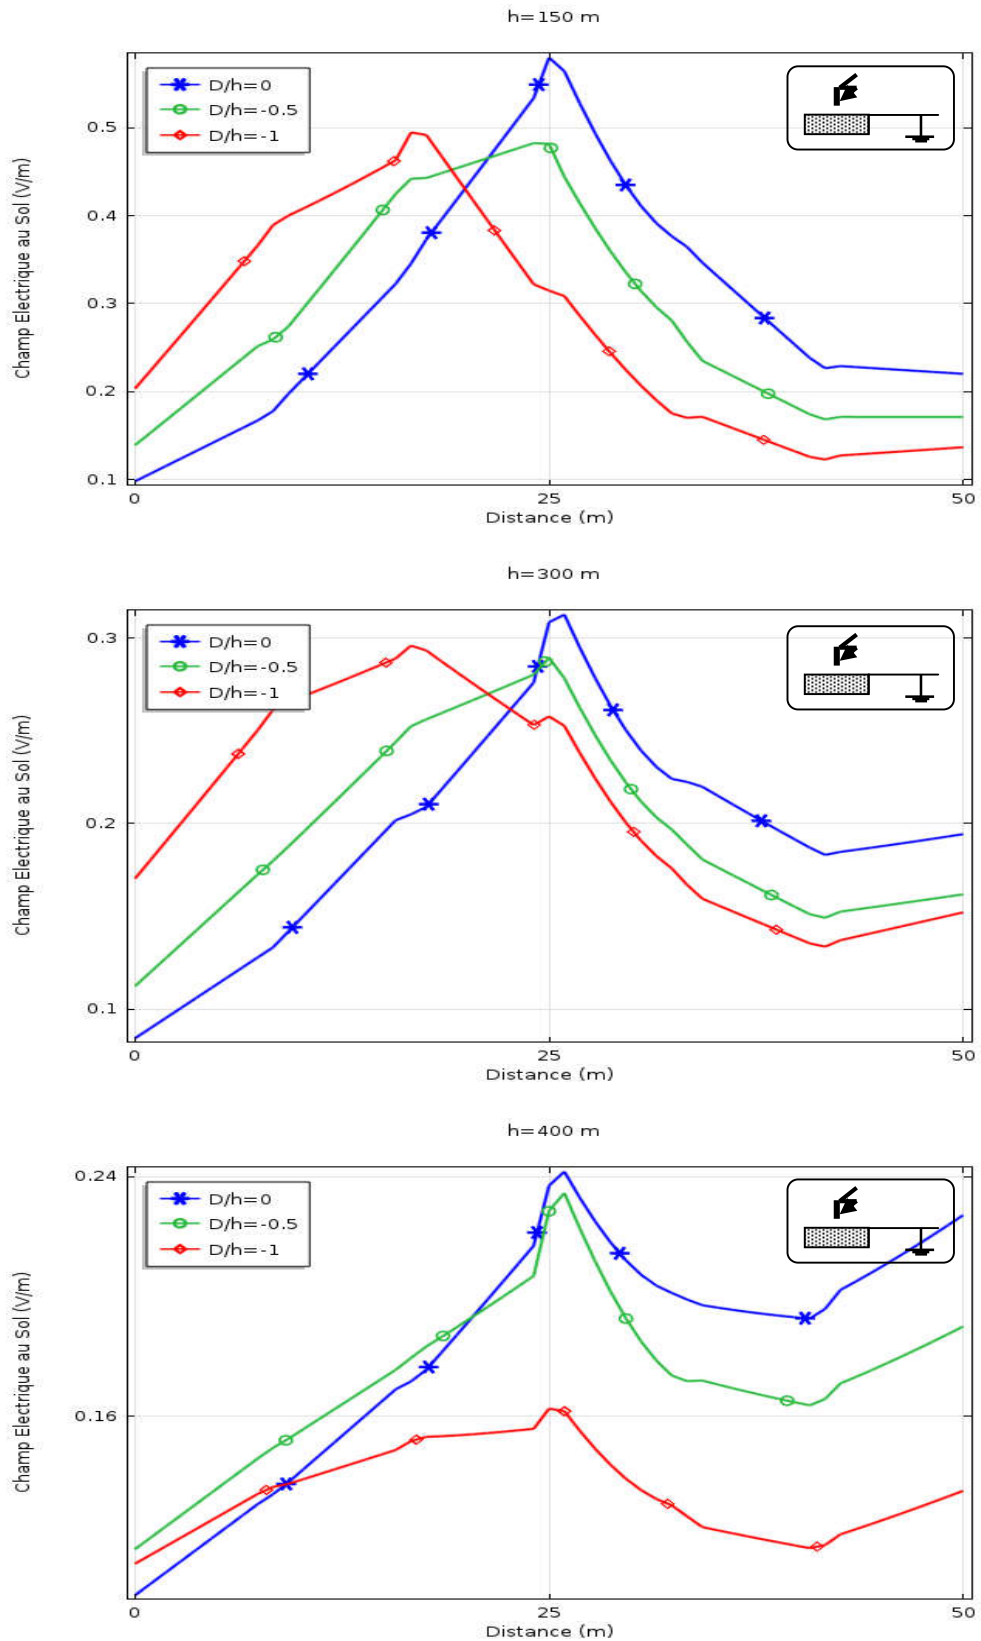 h=150 m
D/h=0
D/h=-0.5
D/h=-1
Champ Electrique au Sol (V/m)
0.5
0.4
0.3
0.2
0.1
0
25
50
Distance (m)
h=300 m
D/h=0
D/h=-0.5
D/h=-1
Champ Electrique au Sol (V/m)
0.3
0.2
0.1
0
25
50
Distance (m)
h=400 m
D/h=0
D/h=-0.5
D/h=-1
Champ Electrique au Sol (V/m)
0.24
0.16
0
25
50
Distance (m)